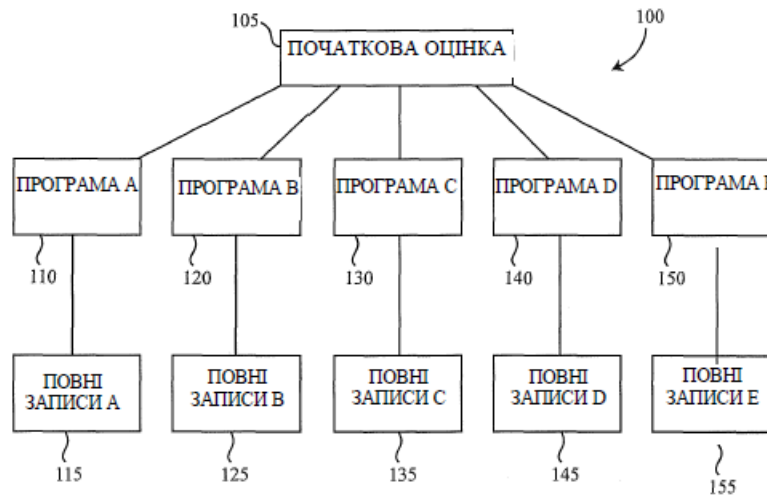 105
ПОЧАТКОВА ОЦІНКА
100
ПРОГРАМА A
ПРОГРАМА B
ПРОГРАМА C
ПРОГРАМА D
ПРОГРАМА
110
120
130
140
150
ПОВНІ
ЗАПИСИ A
ПОВНІ
ЗАПИСИ B
ПОВНІ
ЗАПИСИ C
ПОВНІ
ЗАПИСИ D
ПОВНІ
ЗАПИСИ E
115
125
135
145
155